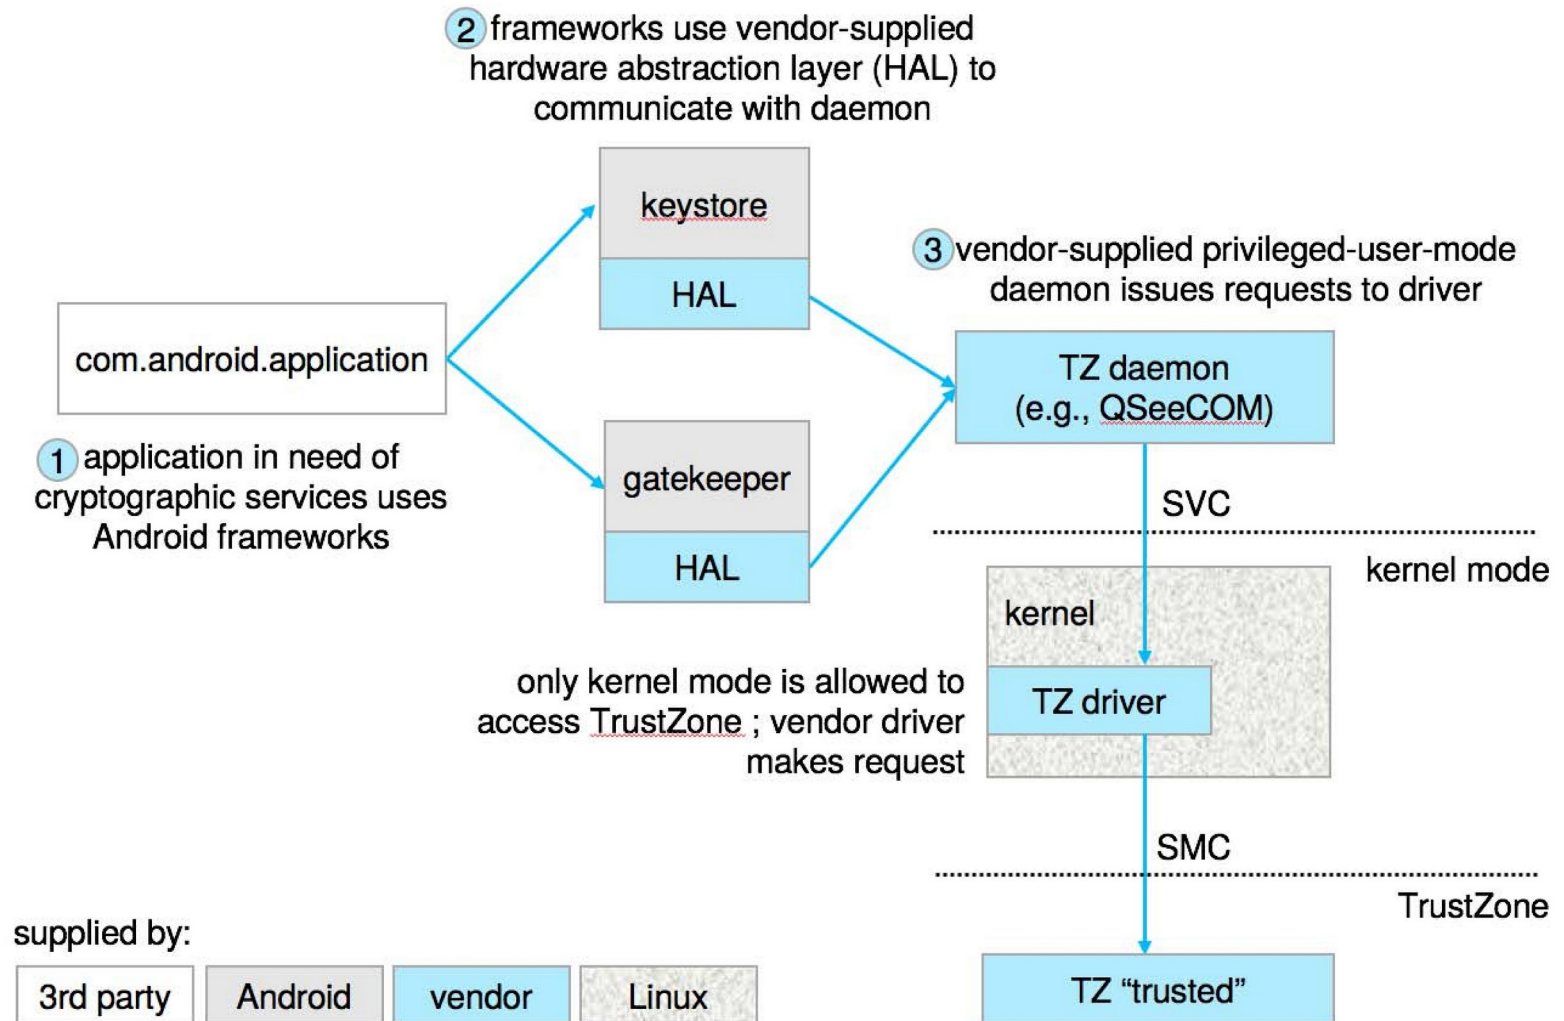 2 frameworks use vendor-supplied
hardware abstraction layer (HAL) to
communicate with daemon
keystore
HAL
3 vendor-supplied privileged-user-mode
daemon issues requests to driver
com.android.application
TZ daemon
(e.g., QSeeCOM)
1 application in need of
cryptographic services uses
Android frameworks
gatekeeper
HAL
SVC
kernel mode
kernel
only kernel mode is allowed to
access TrustZone ; vendor driver
makes request
TZ driver
SMC
TrustZone
supplied by:
3rd party
Android
vendor
Linux
TZ “trusted”